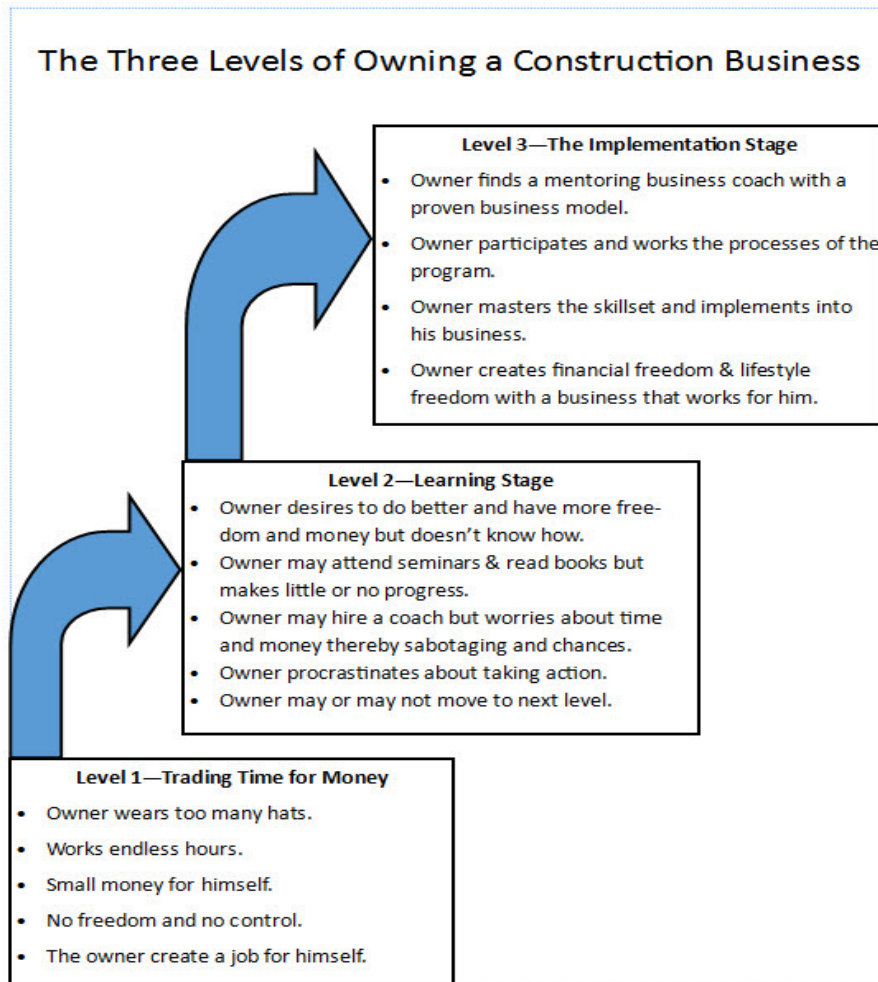 The Three Levels of Owning a Construction Business
Level 3—The Implementation Stage
• Owner finds a mentoring business coach with a
proven business model.
• Owner participates and works the processes of the
program.
• Owner masters the skillset and implements into
his business.
• Owner creates financial freedom & lifestyle
freedom with a business that works for him.
Level 2—Learning Stage
• Owner desires to do better and have more free-
dom and money but doesn’t know how.
• Owner may attend seminars & read books but
makes little or no progress.
• Owner may hire a coach but worries about time
and money thereby sabotaging and chances.
• Owner procrastinates about taking action.
• Owner may or may not move to next level.
Level 1—Trading Time for Money
• Owner wears too many hats.
• Works endless hours.
• Small money for himself.
• No freedom and no control.
• The owner create a job for himself.